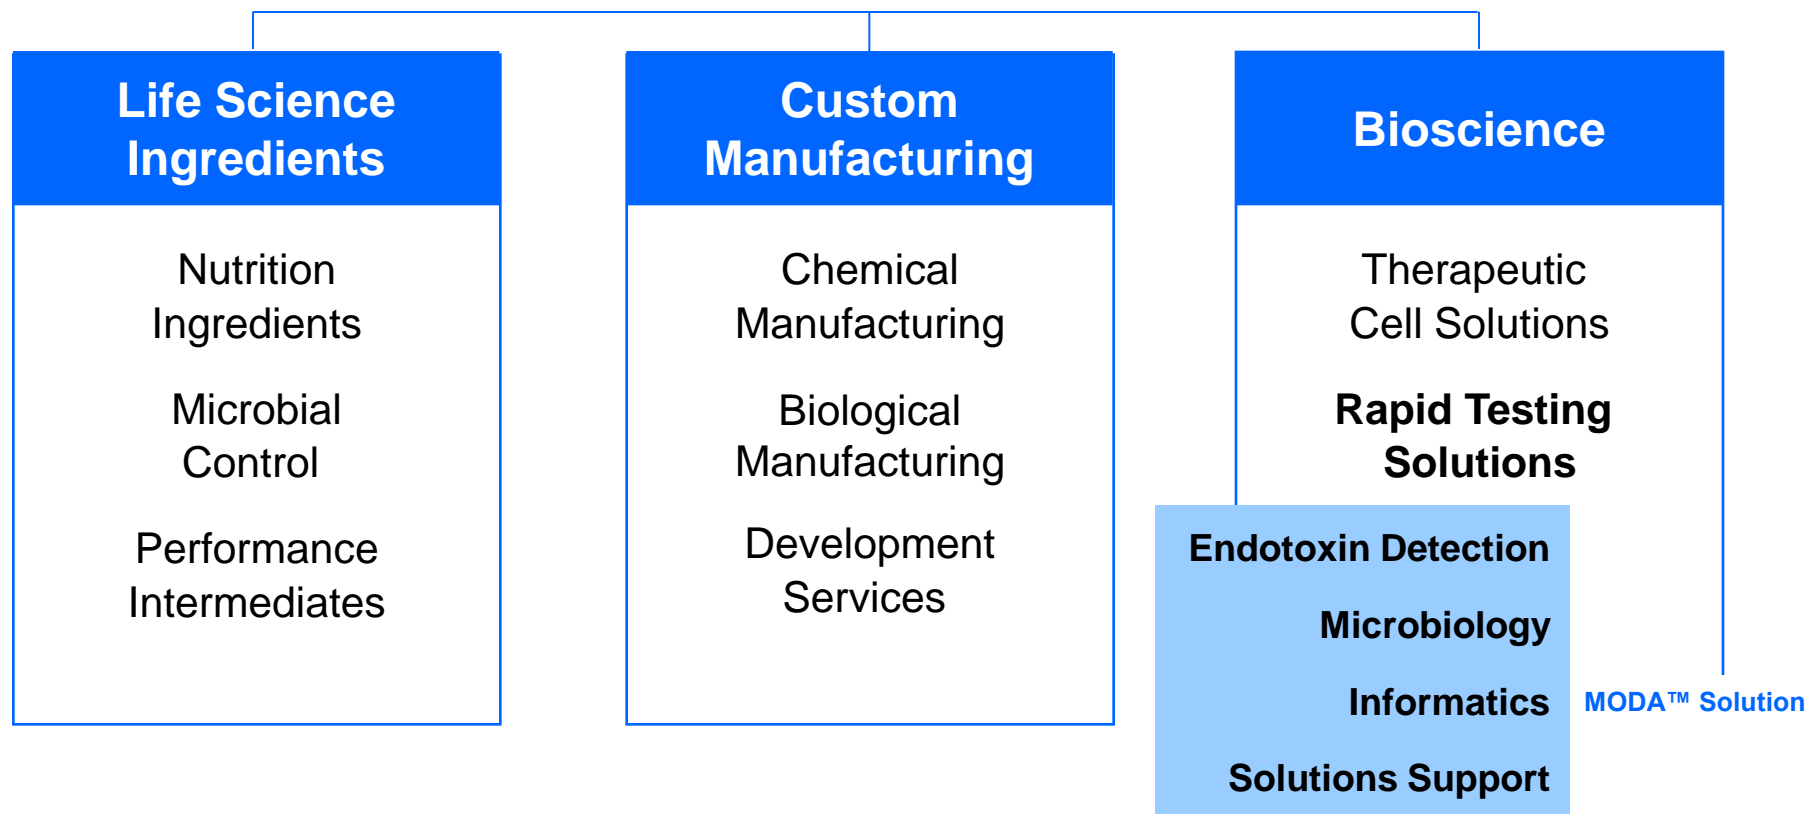 Life Science
Ingredients
Nutrition
Ingredients
Microbial
Control
Performance
Intermediates
Custom
Manufacturing
Chemical
Manufacturing
Biological
Manufacturing
Development
Services
Bioscience
Therapeutic
Cell Solutions
Rapid Testing
Solutions
Endotoxin Detection
Microbiology
Informatics
MODA™ Solution
Solutions Support